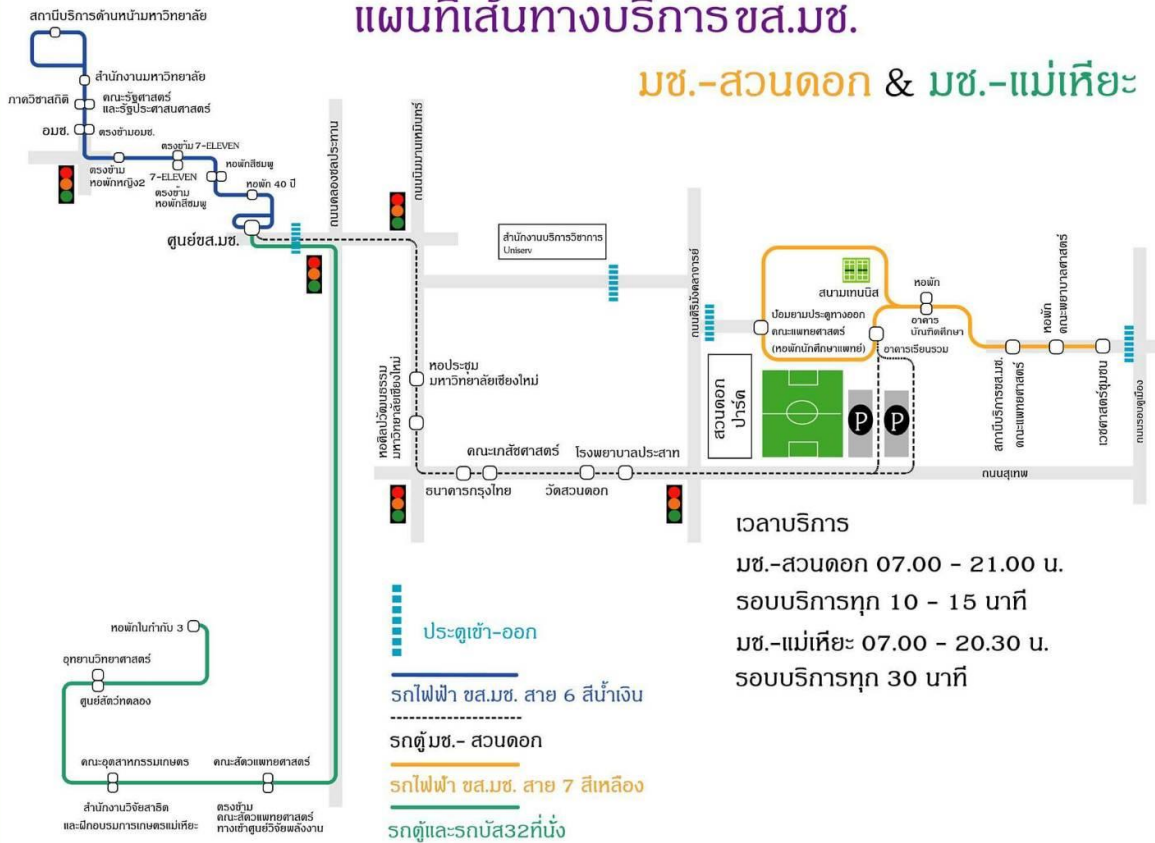 แผนที่เส้นทางบริการ ขส.มช.
มช.-สวนดอก & มช.-แม่เหียะ
สถานีบริการด้านหน้ามหาวิทยาลัย
สำนักงานมหาวิทยาลัย
ภาควิชาสถิติ
คณะรัฐศาสตร์
และรัฐประศาสนศาสตร์
อมช.
ตรงข้ามอมช.
ตรงข้าม
หอพักหญิง2
ตรงข้าม 7-ELEVEN
7-ELEVEN
ตรงข้าม
หอพักสีชมพู
หอพักสีชมพู
หอพัก 40 ปี
ศูนย์ขส.มช.
ถนนคลองชลประทาน
ถนนนิมมานเหมินทร์
สำนักงานบริการวิชาการ
Uniserv
ถนนศิริมังคลาจารย์
สนามเทนนิส
ป้อมยามประตูทางออก
คณะแพทยศาสตร์
(หอพักนักศึกษาแพทย์)
หอพัก
อาคาร
บัณฑิตศึกษา
อาคารเรียนรวม
สถานีบริการขส.มช.
คณะแพทยศาสตร์
หอพัก
คณะพยาบาลศาสตร์
เวชศาสตร์ชุมชน
ถนนรอบคูเมือง
หอประชุม
มหาวิทยาลัยเชียงใหม่
หอศิลปวัฒนธรรม
มหาวิทยาลัยเชียงใหม่
สวนดอก
ปาร์ค
P
P
คณะเภสัชศาสตร์
โรงพยาบาลประสาท
ธนาคารกรุงไทย
วัดสวนดอก
ถนนสุเทพ
เวลาบริการ
มช.-สวนดอก 07.00 - 21.00 น.
รอบบริการทุก 10 - 15 นาที
มช.-แม่เหียะ 07.00 - 20.30 น.
รอบบริการทุก 30 นาที
ประตูเข้า-ออก
รถไฟฟ้า ขส.มช. สาย 6 สีน้ำเงิน
รถตู้มช.- สวนดอก
รถไฟฟ้า ขส.มช. สาย 7 สีเหลือง
รถตู้และรถบัส32ที่นั่ง
หอพักในกำกับ 3
อุทยานวิทยาศาสตร์
ศูนย์สัตว์ทดลอง
คณะอุตสาหกรรมเกษตร
คณะสัตวแพทยศาสตร์
สำนักงานวิจัยสาธิต
และฝึกอบรมการเกษตรแม่เหียะ
ตรงข้าม
คณะสัตวแพทยศาสตร์
ทางเข้าศูนย์วิจัยพลังงาน